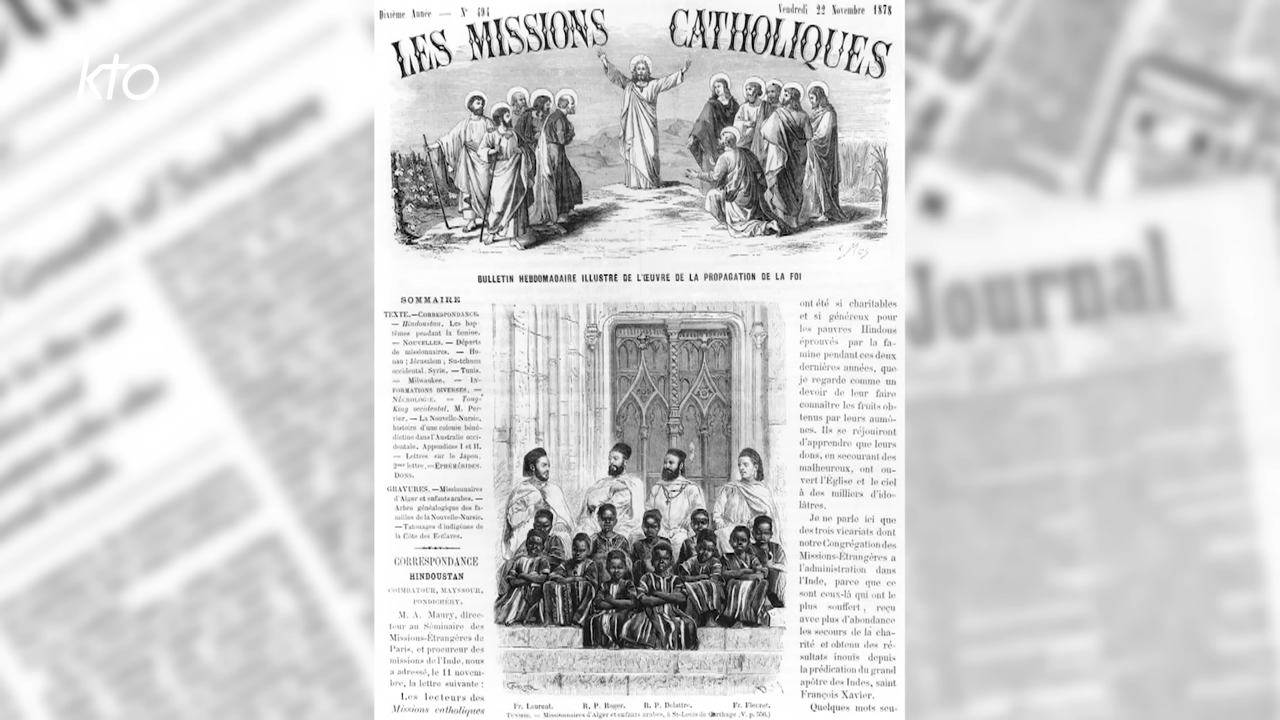 kto
Dixième Année — N° 494
Vendredi 22 Novembre 1878
LES MISSIONS CATHOLIQUES
BULLETIN HEBDOMADAIRE ILLUSTRÉ DE L'ŒUVRE DE LA PROPAGATION DE LA FOI
SOMMAIRE
TEXTE.—CORRESPONDANCE.
— Hindoustan. Les bap-
têmes pendant la famine.
— NOUVELLES. — Départs
de missionnaires. — Ho-
nan; Jérusalem; Su-tchuen
occidental. Syrie. — Tunis.
— Milwaukee. — IN-
FORMATIONS DIVERSES. —
NÉCROLOGIE. — Tong-
King occidental, M. Per-
rier. — La Nouvelle-Nursie,
histoire d'une colonie béné-
dictine dans l'Australie occi-
dentale. Appendices I et II.
— Lettres sur le Japon.
2me lettre. — ÉPHÉMÉRIDES.
DONS.
GRAVURES. — Missionnaires
d'Alger et enfants arabes. —
Arbre généalogique des fa-
milles de la Nouvelle-Nursie.
— Tatouages d'indigènes de
la Côte des Esclaves.
CORRESPONDANCE
HINDOUSTAN
COIMBATOUR, MAYSSOUR,
PONDICHÉRY.
M. A. Maury, direc-
teur au Séminaire des
Missions-Étrangères de
Paris, et procureur des
missions de l'Inde, nous
a adressé, le 11 novem-
bre, la lettre suivante :
Les lecteurs des
Missions catholiques
ont été si charitables
et si généreux pour
les pauvres Hindous
éprouvés par la fa-
mine pendant ces deux
dernières années, que
je regarde comme un
devoir de leur faire
connaître les fruits ob-
tenus par leurs aumô-
nes. Ils se réjouiront
d'apprendre que leurs
dons, en secourant des
malheureux, ont ou-
vert l'Église et le ciel
à des milliers d'ido-
lâtres.
Je ne parle ici que
des trois vicariats dont
notre Congrégation des
Missions-Étrangères a
l'administration dans
l'Inde, parce que ce
sont ceux-là qui ont le
plus souffert, reçu
avec plus d'abondance
les secours de la cha-
rité et obtenu des ré-
sultats inouïs depuis
la prédication du grand
apôtre des Indes, saint
François Xavier.
Quelques mots seu-
Fr. Laurent. R. P. Roger. R. P. Delattre. Fr. Fleuret.
TUNISIE. — Missionnaires d'Alger et enfants arabes, à St-Louis de Carthage (V. p. 556.)
Journal